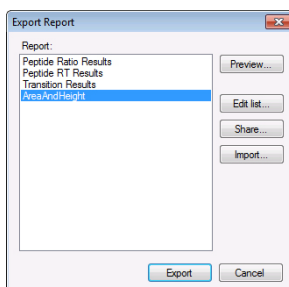 Export Report
Report:
Peptide Ratio Results
Peptide RT Results
Transition Results
AreaAndHeight
Preview...
Edit list...
Share...
Import...
Export
Cancel